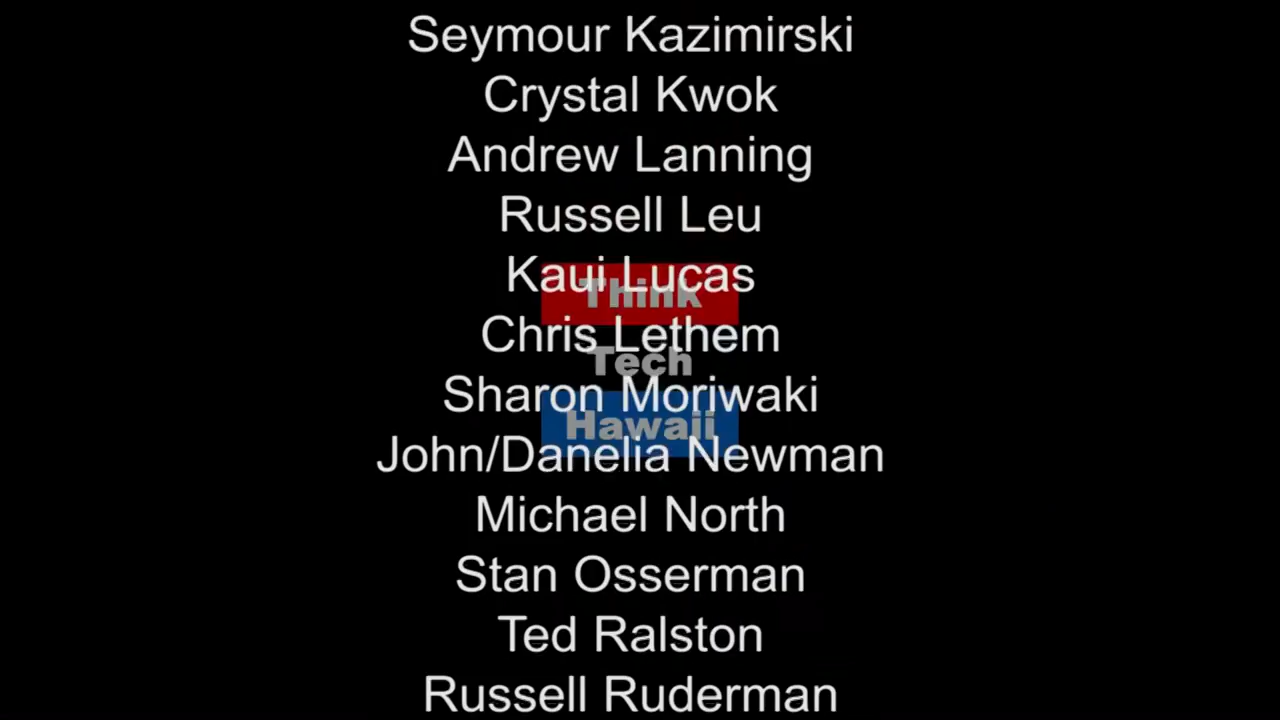 Seymour Kazimirski
Crystal Kwok
Andrew Lanning
Russell Leu
Kaui Lucas
Think
Chris Lethem
Tech
Sharon Moriwaki
Hawaii
John/Danelia Newman
Michael North
Stan Osserman
Ted Ralston
Russell Ruderman